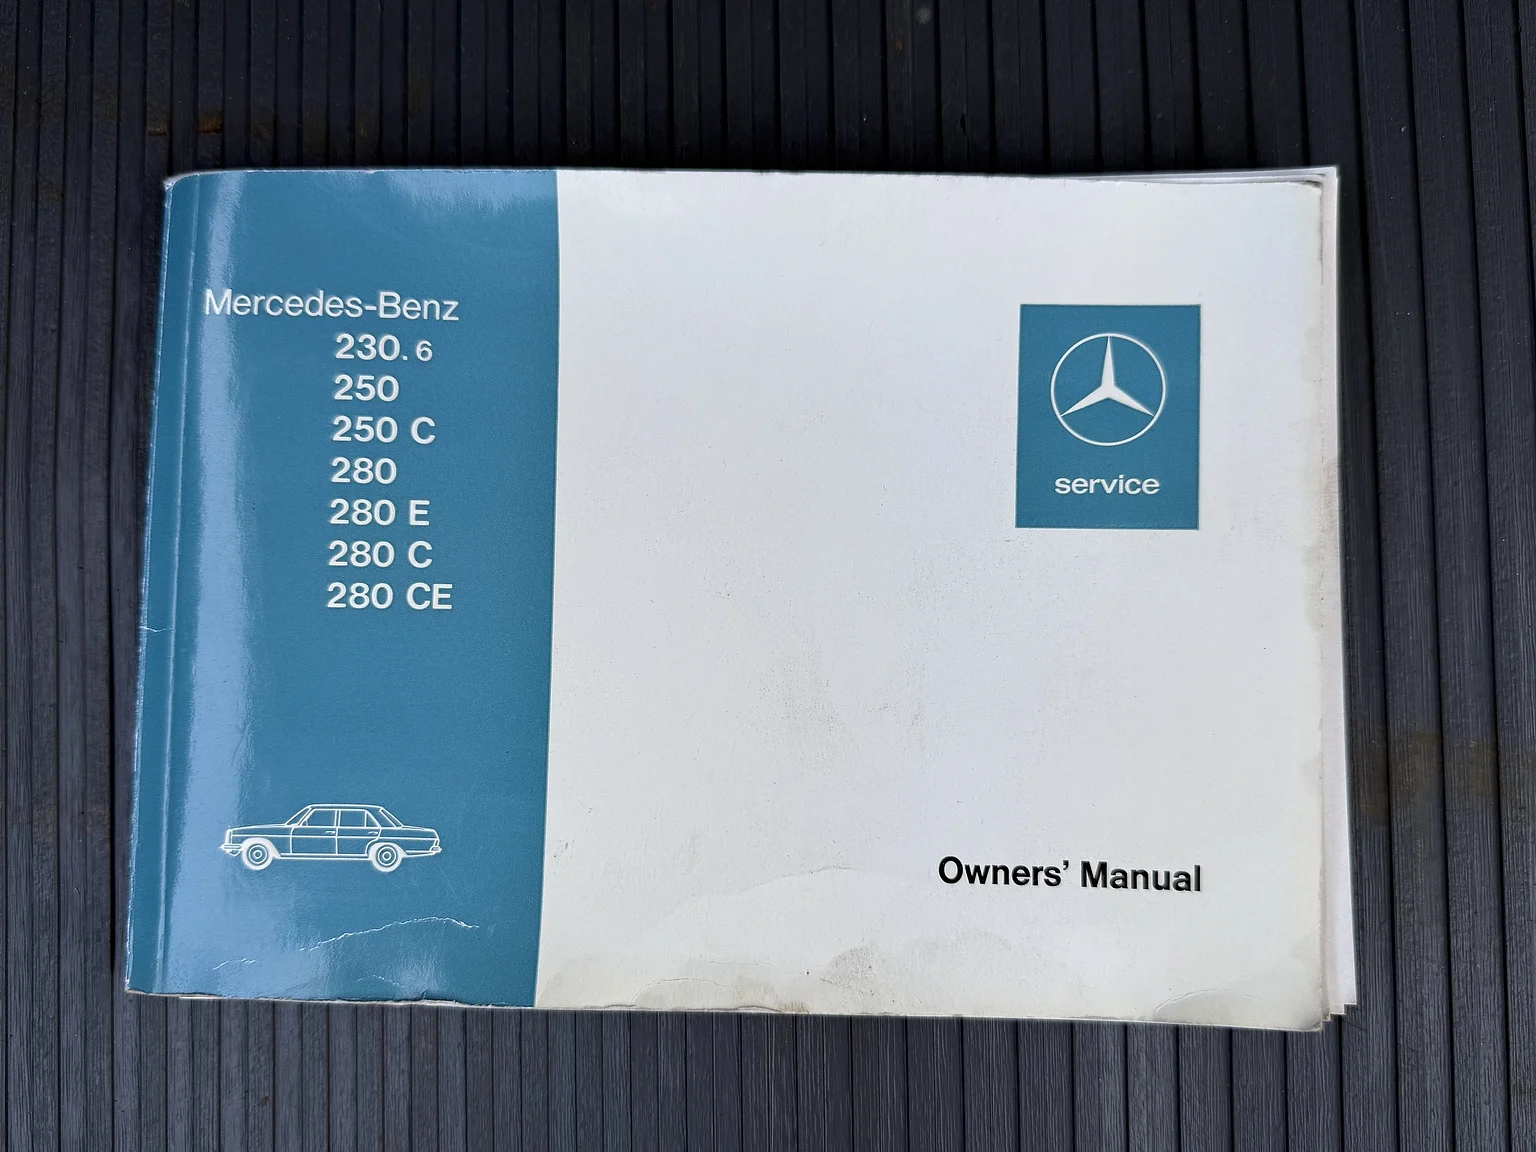 Mercedes-Benz
230.6
250
250 C
280
280 E
280 C
280 CE
service
Owners' Manual